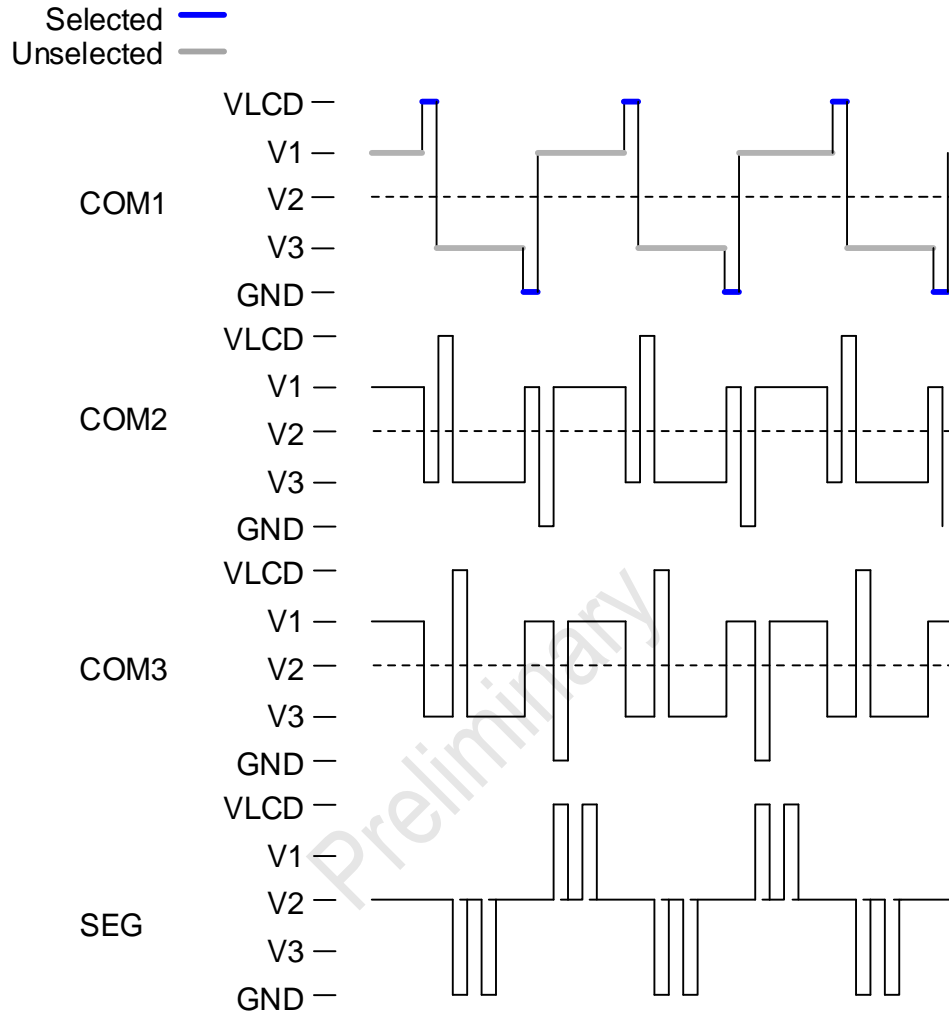 Selected
Unselected
VLCD
V1
COM1
V2
V3
GND
VLCD
V1
COM2
V2
V3
GND
VLCD
V1
COM3
V2
V3
GND
VLCD
V1
V2
SEG
V3
GND
Preliminary